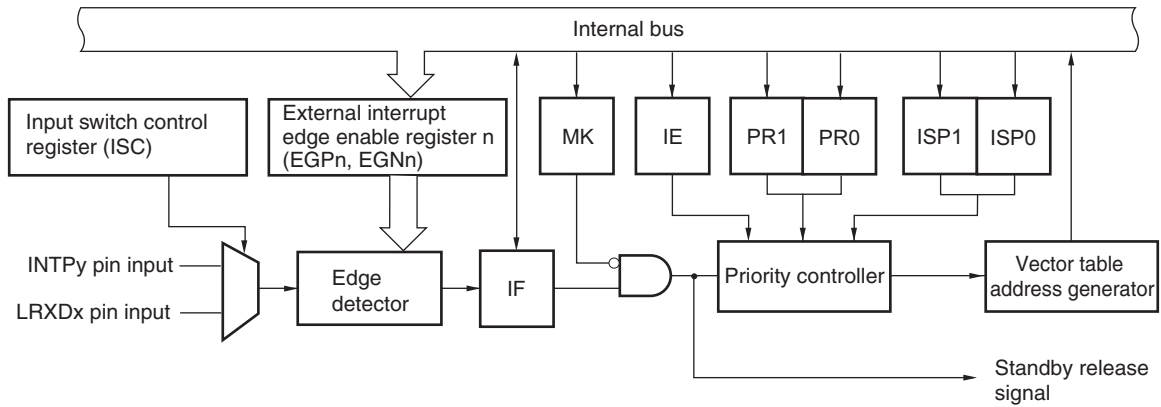 Internal bus
Input switch control
register (ISC)
External interrupt
edge enable register n
(EGPn, EGNn)
MK
IE
PR1
PR0
ISP1
ISP0
INTPy pin input
LRXDx pin input
Edge
detector
IF
Priority controller
Vector table
address generator
Standby release
signal